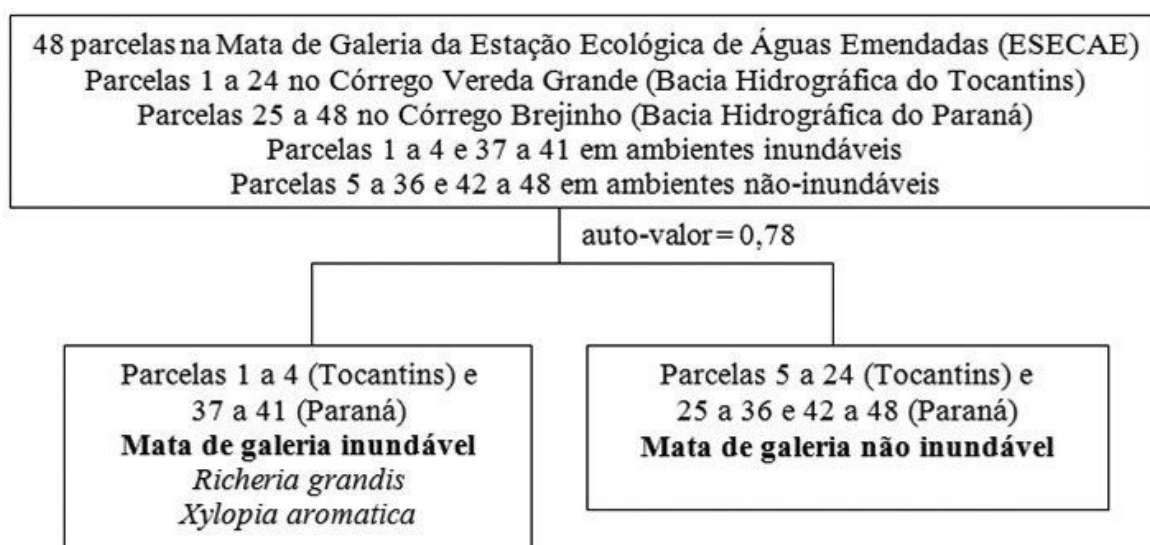 48 parcelas na Mata de Galeria da Estação Ecológica de Águas Emendadas (ESECAE)
Parcelas 1 a 24 no Córrego Vereda Grande (Bacia Hidrográfica do Tocantins)
Parcelas 25 a 48 no Córrego Brejinho (Bacia Hidrográfica do Paraná)
Parcelas 1 a 4 e 37 a 41 em ambientes inundáveis
Parcelas 5 a 36 e 42 a 48 em ambientes não-inundáveis
auto-valor= 0,78
Parcelas 1 a 4 (Tocantins) e
37 a 41 (Paraná)
Mata de galeria inundável
Richeria grandis
Xylopia aromatica
Parcelas 5 a 24 (Tocantins) e
25 a 36 e 42 a 48 (Paraná)
Mata de galeria não inundável